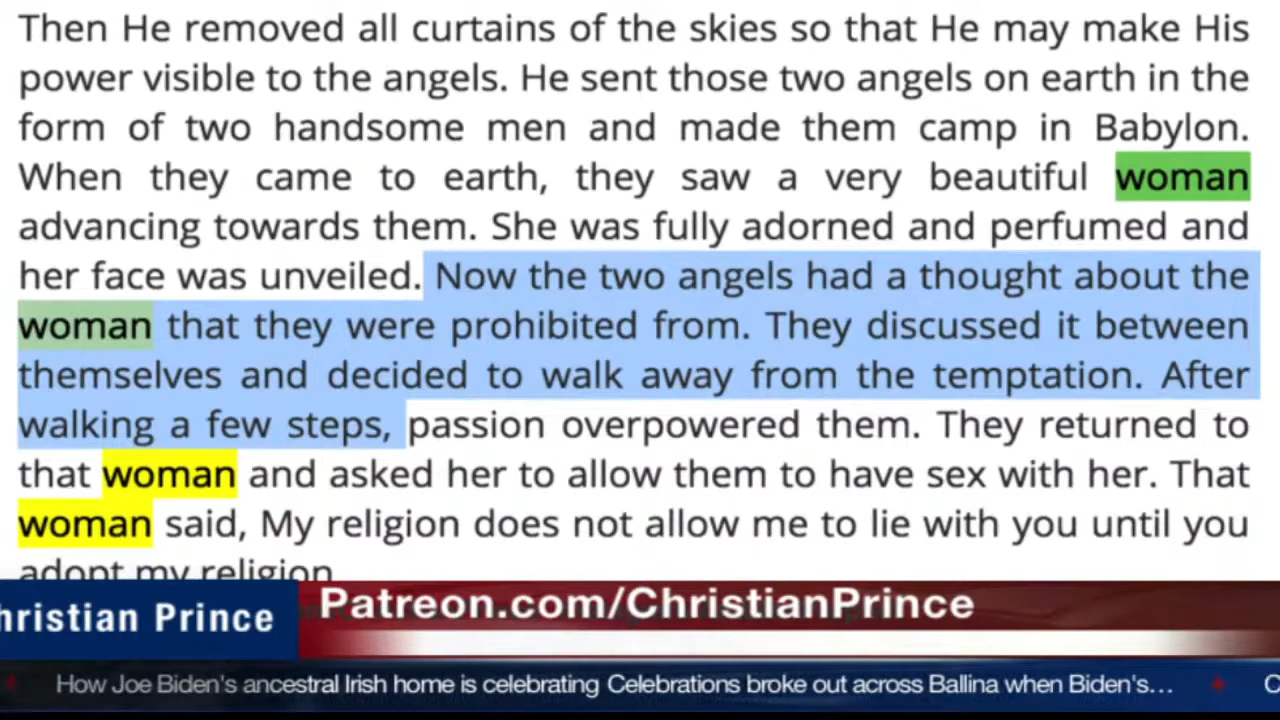 Then He removed all curtains of the skies so that He may make His
power visible to the angels. He sent those two angels on earth in the
form of two handsome men and made them camp in Babylon.
When they came to earth, they saw a very beautiful woman
advancing towards them. She was fully adorned and perfumed and
her face was unveiled. Now the two angels had a thought about the
woman that they were prohibited from. They discussed it between
themselves and decided to walk away from the temptation. After
walking a few steps, passion overpowered them. They returned to
that woman and asked her to allow them to have sex with her. That
woman said, My religion does not allow me to lie with you until you
adopt my religion
hristian Prince
Patreon.com/ChristianPrince
How Joe Biden's ancestral Irish home is celebrating Celebrations broke out across Ballina when Biden's... C